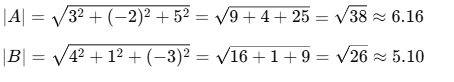 |A| = √3² + (−2)² + 5² = √9 + 4 + 25 = √38 ≈ 6.16
|B| = √4² + 1² + (−3)² = √16 + 1 + 9 = √26 ≈ 5.10